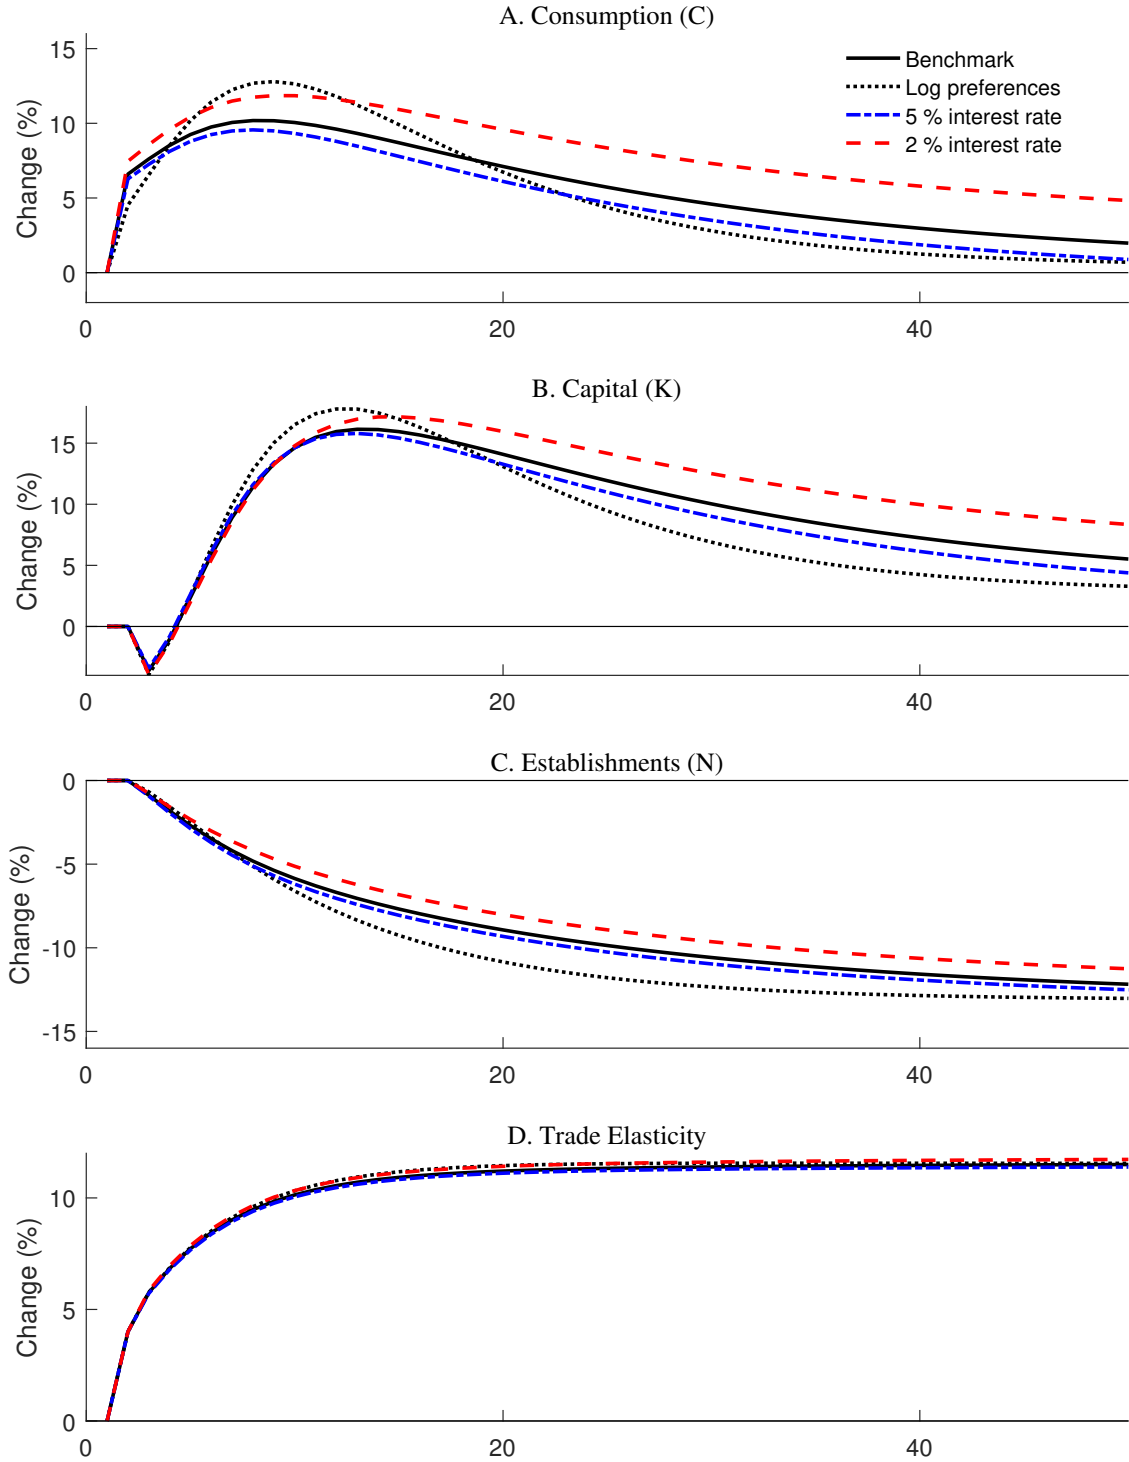 A. Consumption (C)
15
10
5
0
Change (%)
Benchmark
Log preferences
5 % interest rate
2 % interest rate
0
20
40
B. Capital (K)
15
10
5
0
Change (%)
0
20
40
C. Establishments (N)
0
-5
-10
-15
Change (%)
0
20
40
D. Trade Elasticity
10
5
0
Change (%)
0
20
40